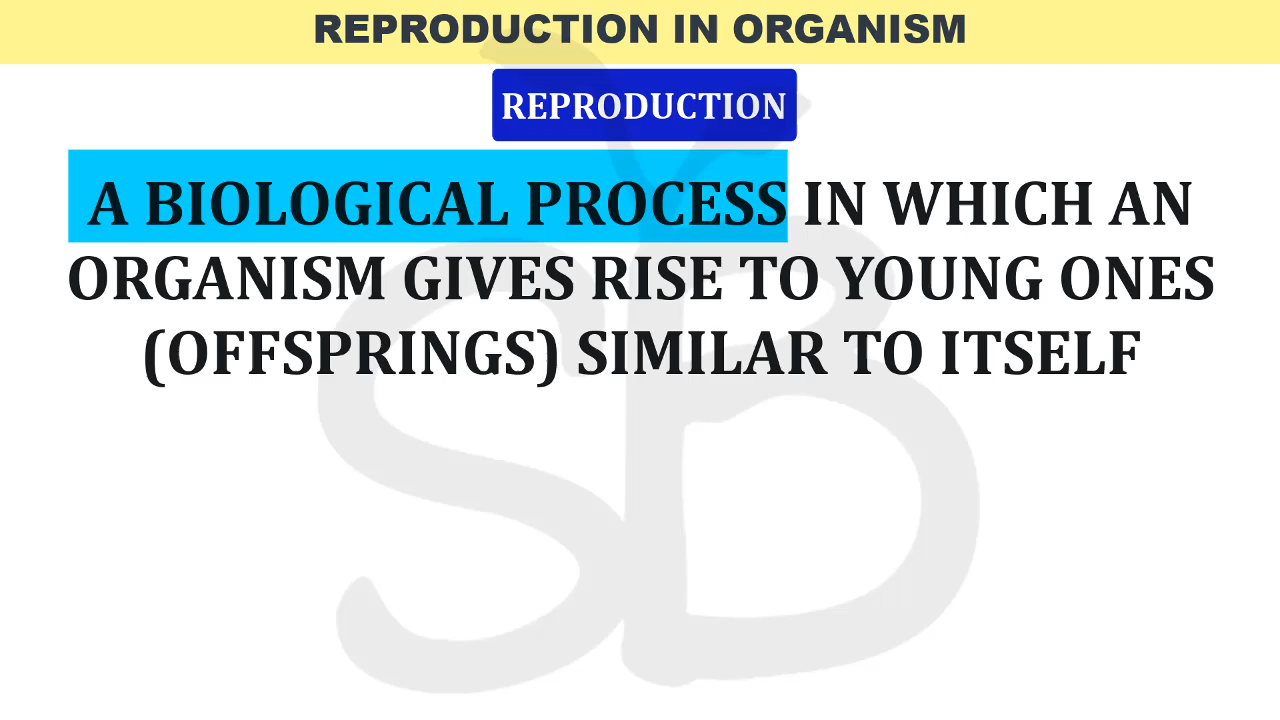 REPRODUCTION IN ORGANISM
REPRODUCTION
A BIOLOGICAL PROCESS IN WHICH AN
ORGANISM GIVES RISE TO YOUNG ONES
(OFFSPRINGS) SIMILAR TO ITSELF
SB